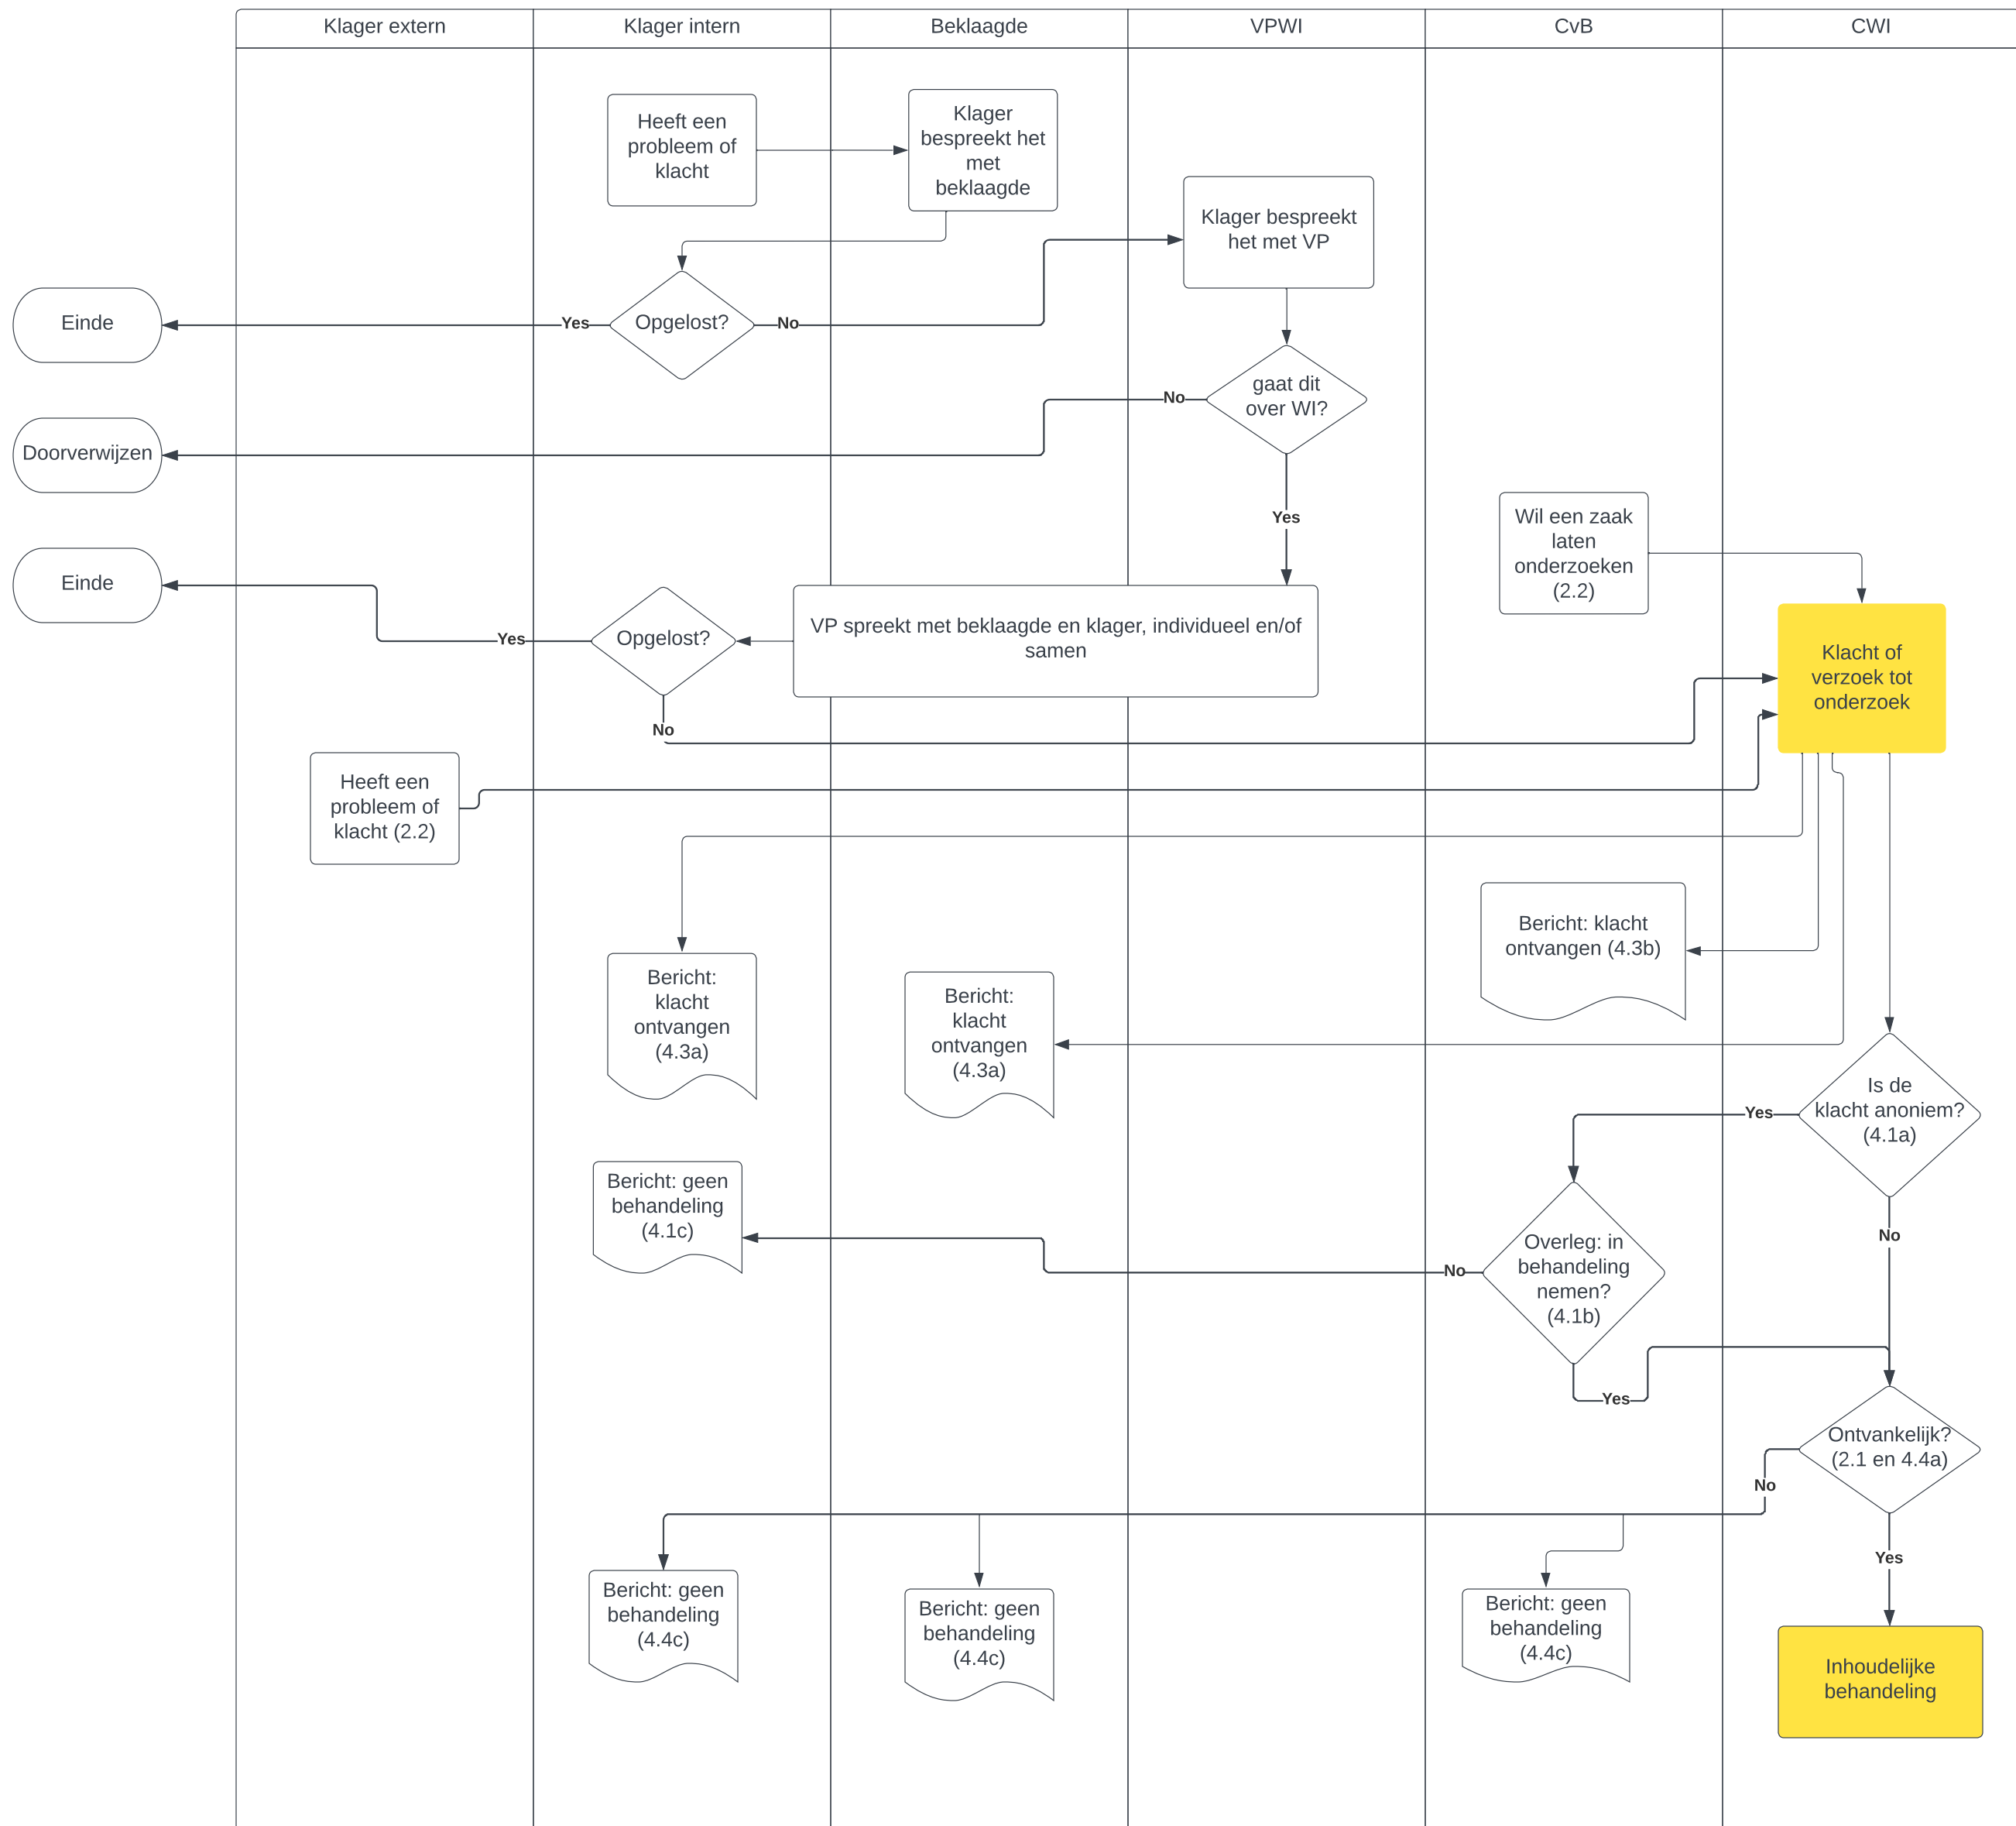 Klager extern
Klager intern
Beklaagde
VPWI
CvB
CWI
Heeft een
probleem of
klacht
Klager
bespreekt het
met
beklaagde
Klager bespreekt
het met VP
Einde
Yes
Opgelost?
No
gaat dit
over WI?
No
Doorverwijzen
Yes
Wil een zaak
laten
onderzoeken
(2.2)
Einde
Yes
Opgelost?
VP spreekt met beklaagde en klager, individueel en/of
samen
Klacht of
verzoek tot
onderzoek
No
Heeft een
probleem of
klacht (2.2)
Bericht: klacht
ontvangen (4.3b)
Bericht:
klacht
ontvangen
(4.3a)
Bericht:
klacht
ontvangen
(4.3a)
Is de
klacht anoniem?
(4.1a)
Yes
Bericht: geen
behandeling
(4.1c)
No
Overleg: in
behandeling
nemen?
(4.1b)
No
Yes
Ontvankelijk?
(2.1 en 4.4a)
No
Yes
Bericht: geen
behandeling
(4.4c)
Bericht: geen
behandeling
(4.4c)
Bericht: geen
behandeling
(4.4c)
Inhoudelijke
behandeling